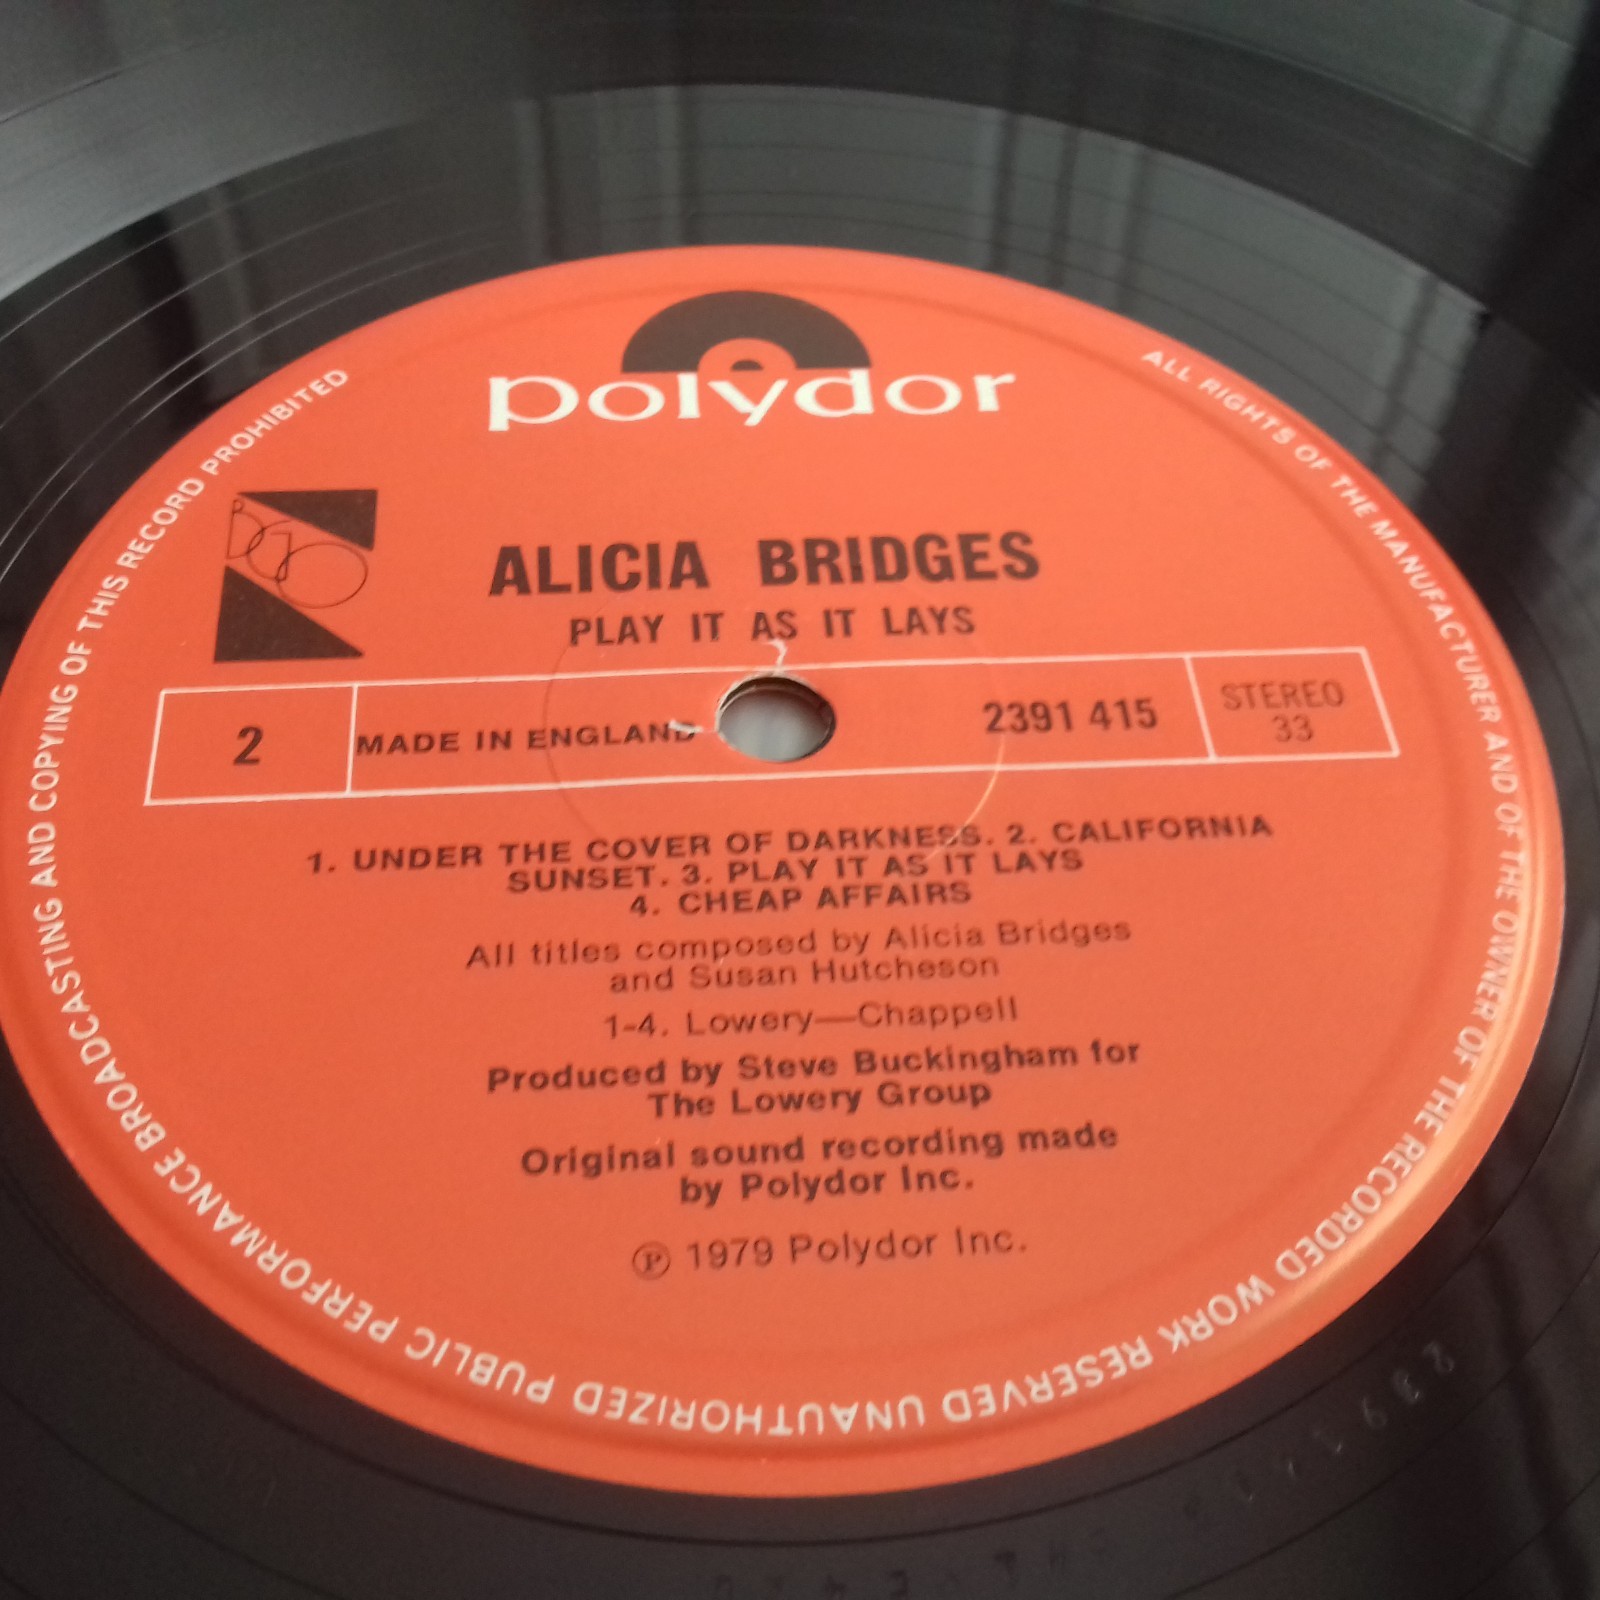 polydor
ALICIA BRIDGES
PLAY IT AS IT LAYS
2
MADE IN ENGLAND
2391 415
STEREO
33
1. UNDER THE COVER OF DARKNESS. 2. CALIFORNIA
SUNSET. 3. PLAY IT AS IT LAYS
4. CHEAP AFFAIRS
All titles composed by Alicia Bridges
and Susan Hutcheson
1-4. Lowery—Chappell
Produced by Steve Buckingham for
The Lowery Group
Original sound recording made
by Polydor Inc.
℗ 1979 Polydor Inc.
ALL RIGHTS OF THE MANUFACTURER AND OF THE OWNER OF THE RECORDED WORK RESERVED UNAUTHORIZED PUBLIC PERFORMANCE BROADCASTING AND COPYING OF THIS RECORD PROHIBITED